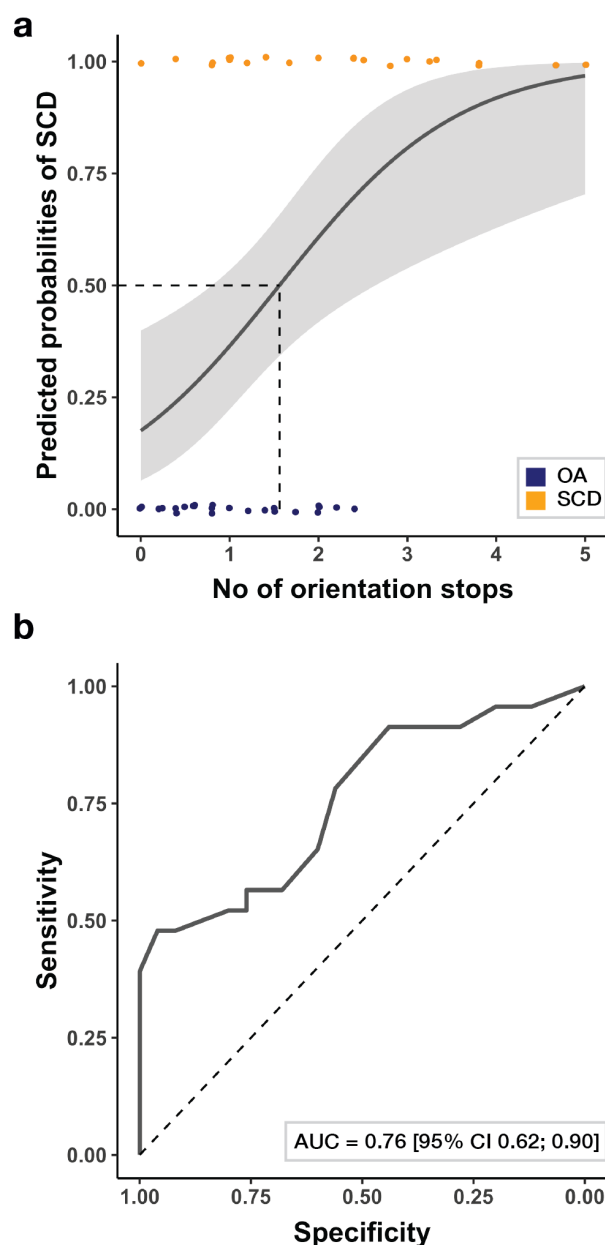 a
Predicted probabilities of SCD
1.00
0.75
0.50
0.25
0.00
OA
SCD
0 1 2 3 4 5
No of orientation stops
b
Sensitivity
1.00
0.75
0.50
0.25
0.00
AUC = 0.76 [95% CI 0.62; 0.90]
1.00 0.75 0.50 0.25 0.00
Specificity